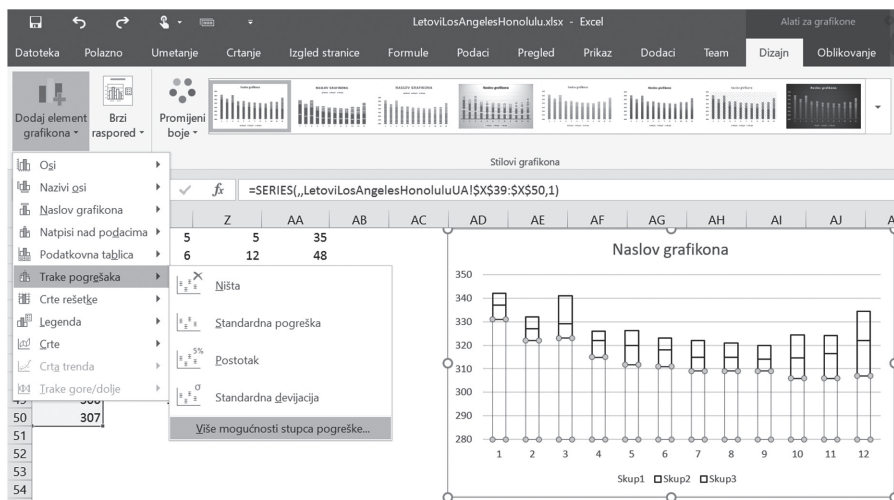 LetoviLosAngelesHonolulu.xlsx - Excel
Alati za grafikone
Datoteka Polazno Umetanje Crtanje Izgled stranice Formule Podaci Pregled Prikaz Dodaci Team Dizajn Oblikovanje
Dodaj element grafikona
Brzi raspored
Promijeni boje
Stilovi grafikona
Osi
Nazivi osi
Naslov grafikona
Natpisi nad podacima
Podatkovna tablica
Trake pogrešaka
Crte rešetke
Legenda
Crte
Crta trenda
Trake gore/dolje
fx =SERIES(,,LetoviLosAngelesHonoluluUA!$X$39:$X$50,1)
Z AA AB AC AD AE AF AG AH AI AJ
5 5 35
6 12 48
Ništa
Standardna pogreška
5%
Postotak
σ
Standardna devijacija
Više mogućnosti stupca pogreške...
50 307
51
52
53
54
Naslov grafikona
350
340
330
320
310
300
290
280
1 2 3 4 5 6 7 8 9 10 11 12
Skup1 Skup2 Skup3